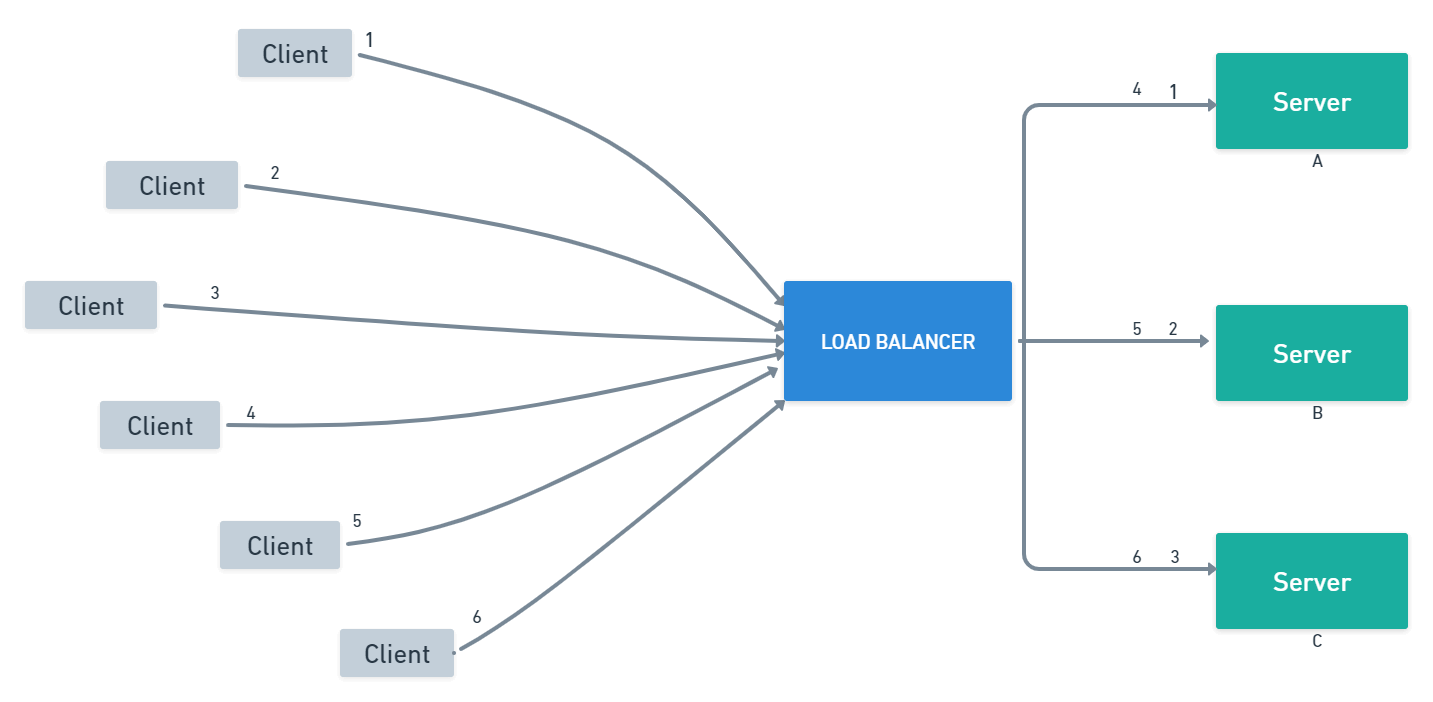 Client
1
Client
2
Client
3
Client
4
Client
5
Client
6
LOAD BALANCER
4 1
Server
A
5 2
Server
B
6 3
Server
C